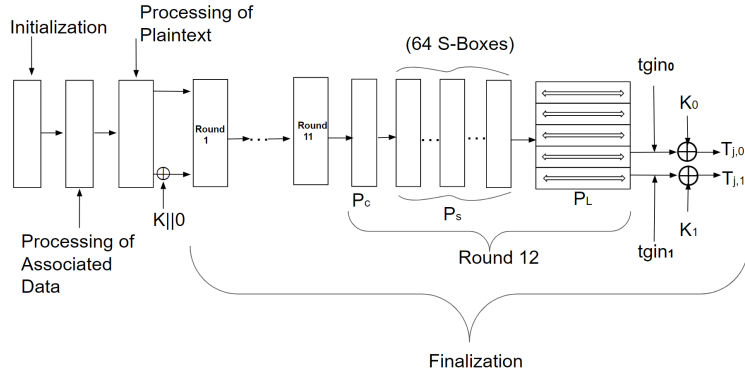 Initialization
Processing of
Plaintext
(64 S-Boxes)
tgin0
K0
Round
1
...
Round
11
... ...
Tj,0
Tj,1
K||0
Pc
Ps
PL
tgin1
K1
Processing of
Associated
Data
Round 12
Finalization